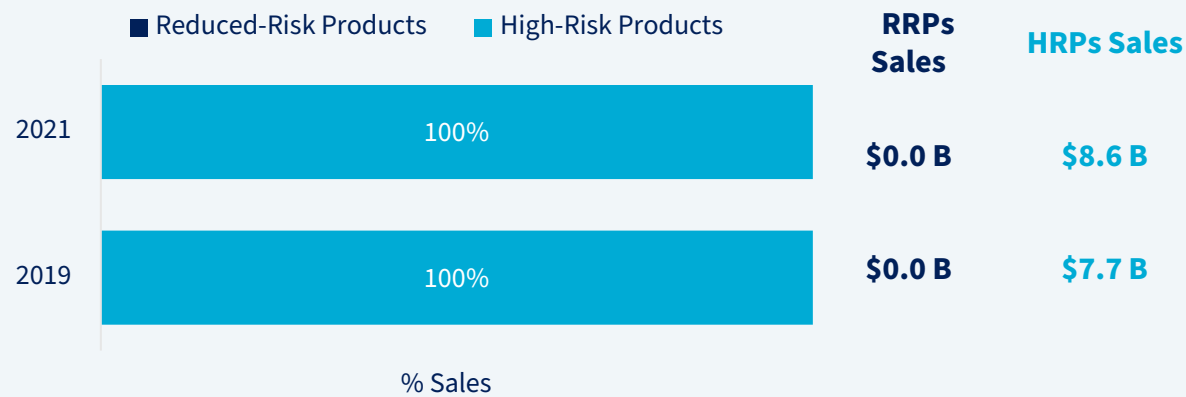 Reduced-Risk Products High-Risk Products
RRPs
Sales
HRPs Sales
2021 100% $0.0 B $8.6 B
2019 100% $0.0 B $7.7 B
% Sales